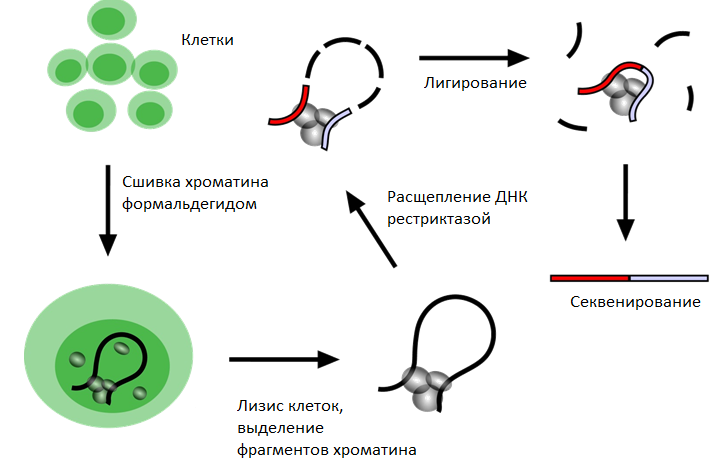 Клетки
Сшивка хроматина
формальдегидом
Лизис клеток,
выделение
фрагментов хроматина
Расщепление ДНК
рестриктазой
Лигирование
Секвенирование